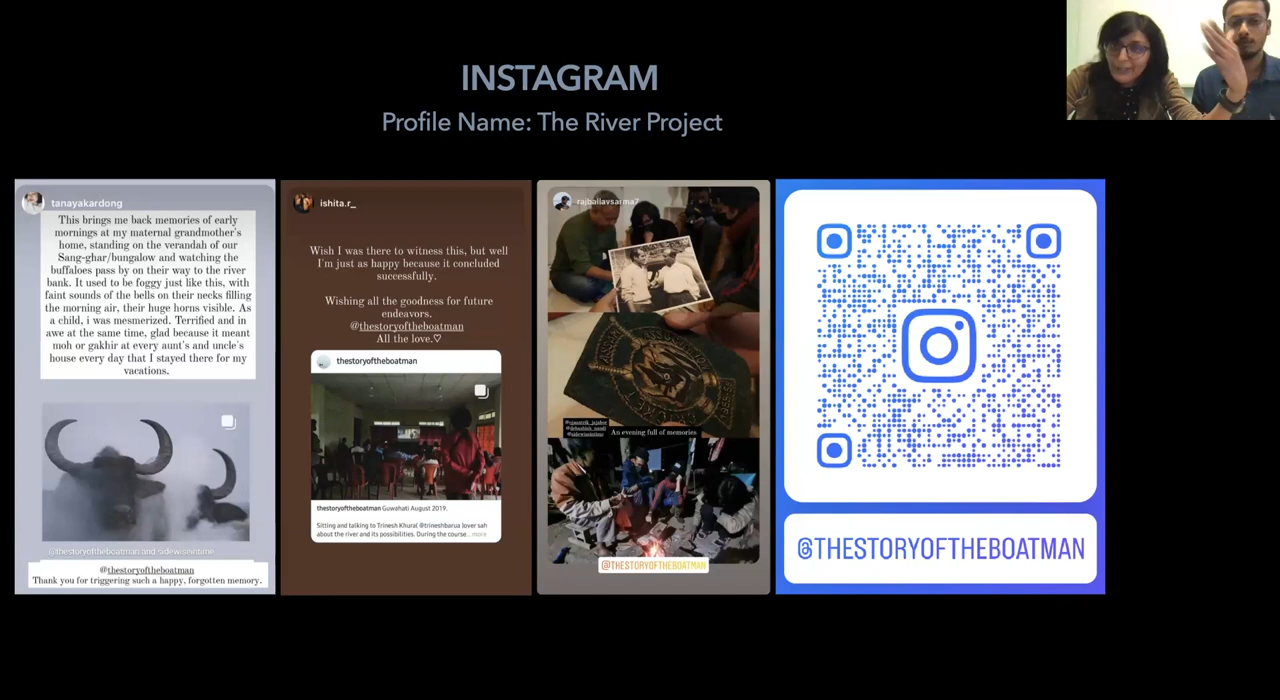 INSTAGRAM
Profile Name: The River Project
tanayakardong
This brings me back memories of early
mornings at my maternal grandmother's
home, standing on the verandah of our
Sang-ghar/bungalow and watching the
buffaloes pass by on their way to the river
bank. It used to be foggy just like this, with
faint sounds of the bells on their necks filling
the morning air, their huge horns visible. As
a child, i was mesmerized. Terrified and in
awe at the same time, glad because it meant
moh or gakhir at every aunt's and uncle's
house every day that I stayed there for my
vacations.
@thestoryoftheboatman and sidewiseintime
@thestoryoftheboatman
Thank you for triggering such a happy, forgotten memory.
ishita.r_
Wish I was there to witness this, but well
I'm just as happy because it concluded
successfully.
Wishing all the goodness for future
endeavors.
@thestoryoftheboatman
All the love.♡
thestoryoftheboatman
thestoryoftheboatman Guwahati August 2019.
Sitting and talking to Trinesh Khura( @trineshbarua )over sah
about the river and its possibilities. During the course... more
rajballavsarma7
An evening full of memories
@THESTORYOFTHEBOATMAN
@THESTORYOFTHEBOATMAN